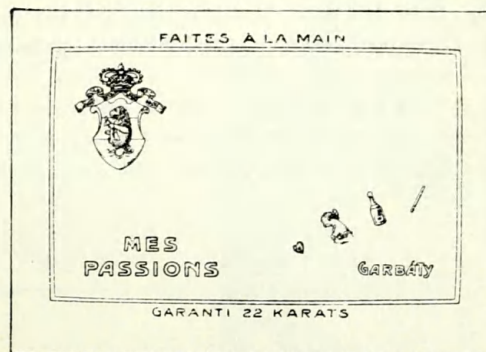 FAITES À LA MAIN
MES
PASSIONS
GARBÁTY
GARANTI 22 KARATS